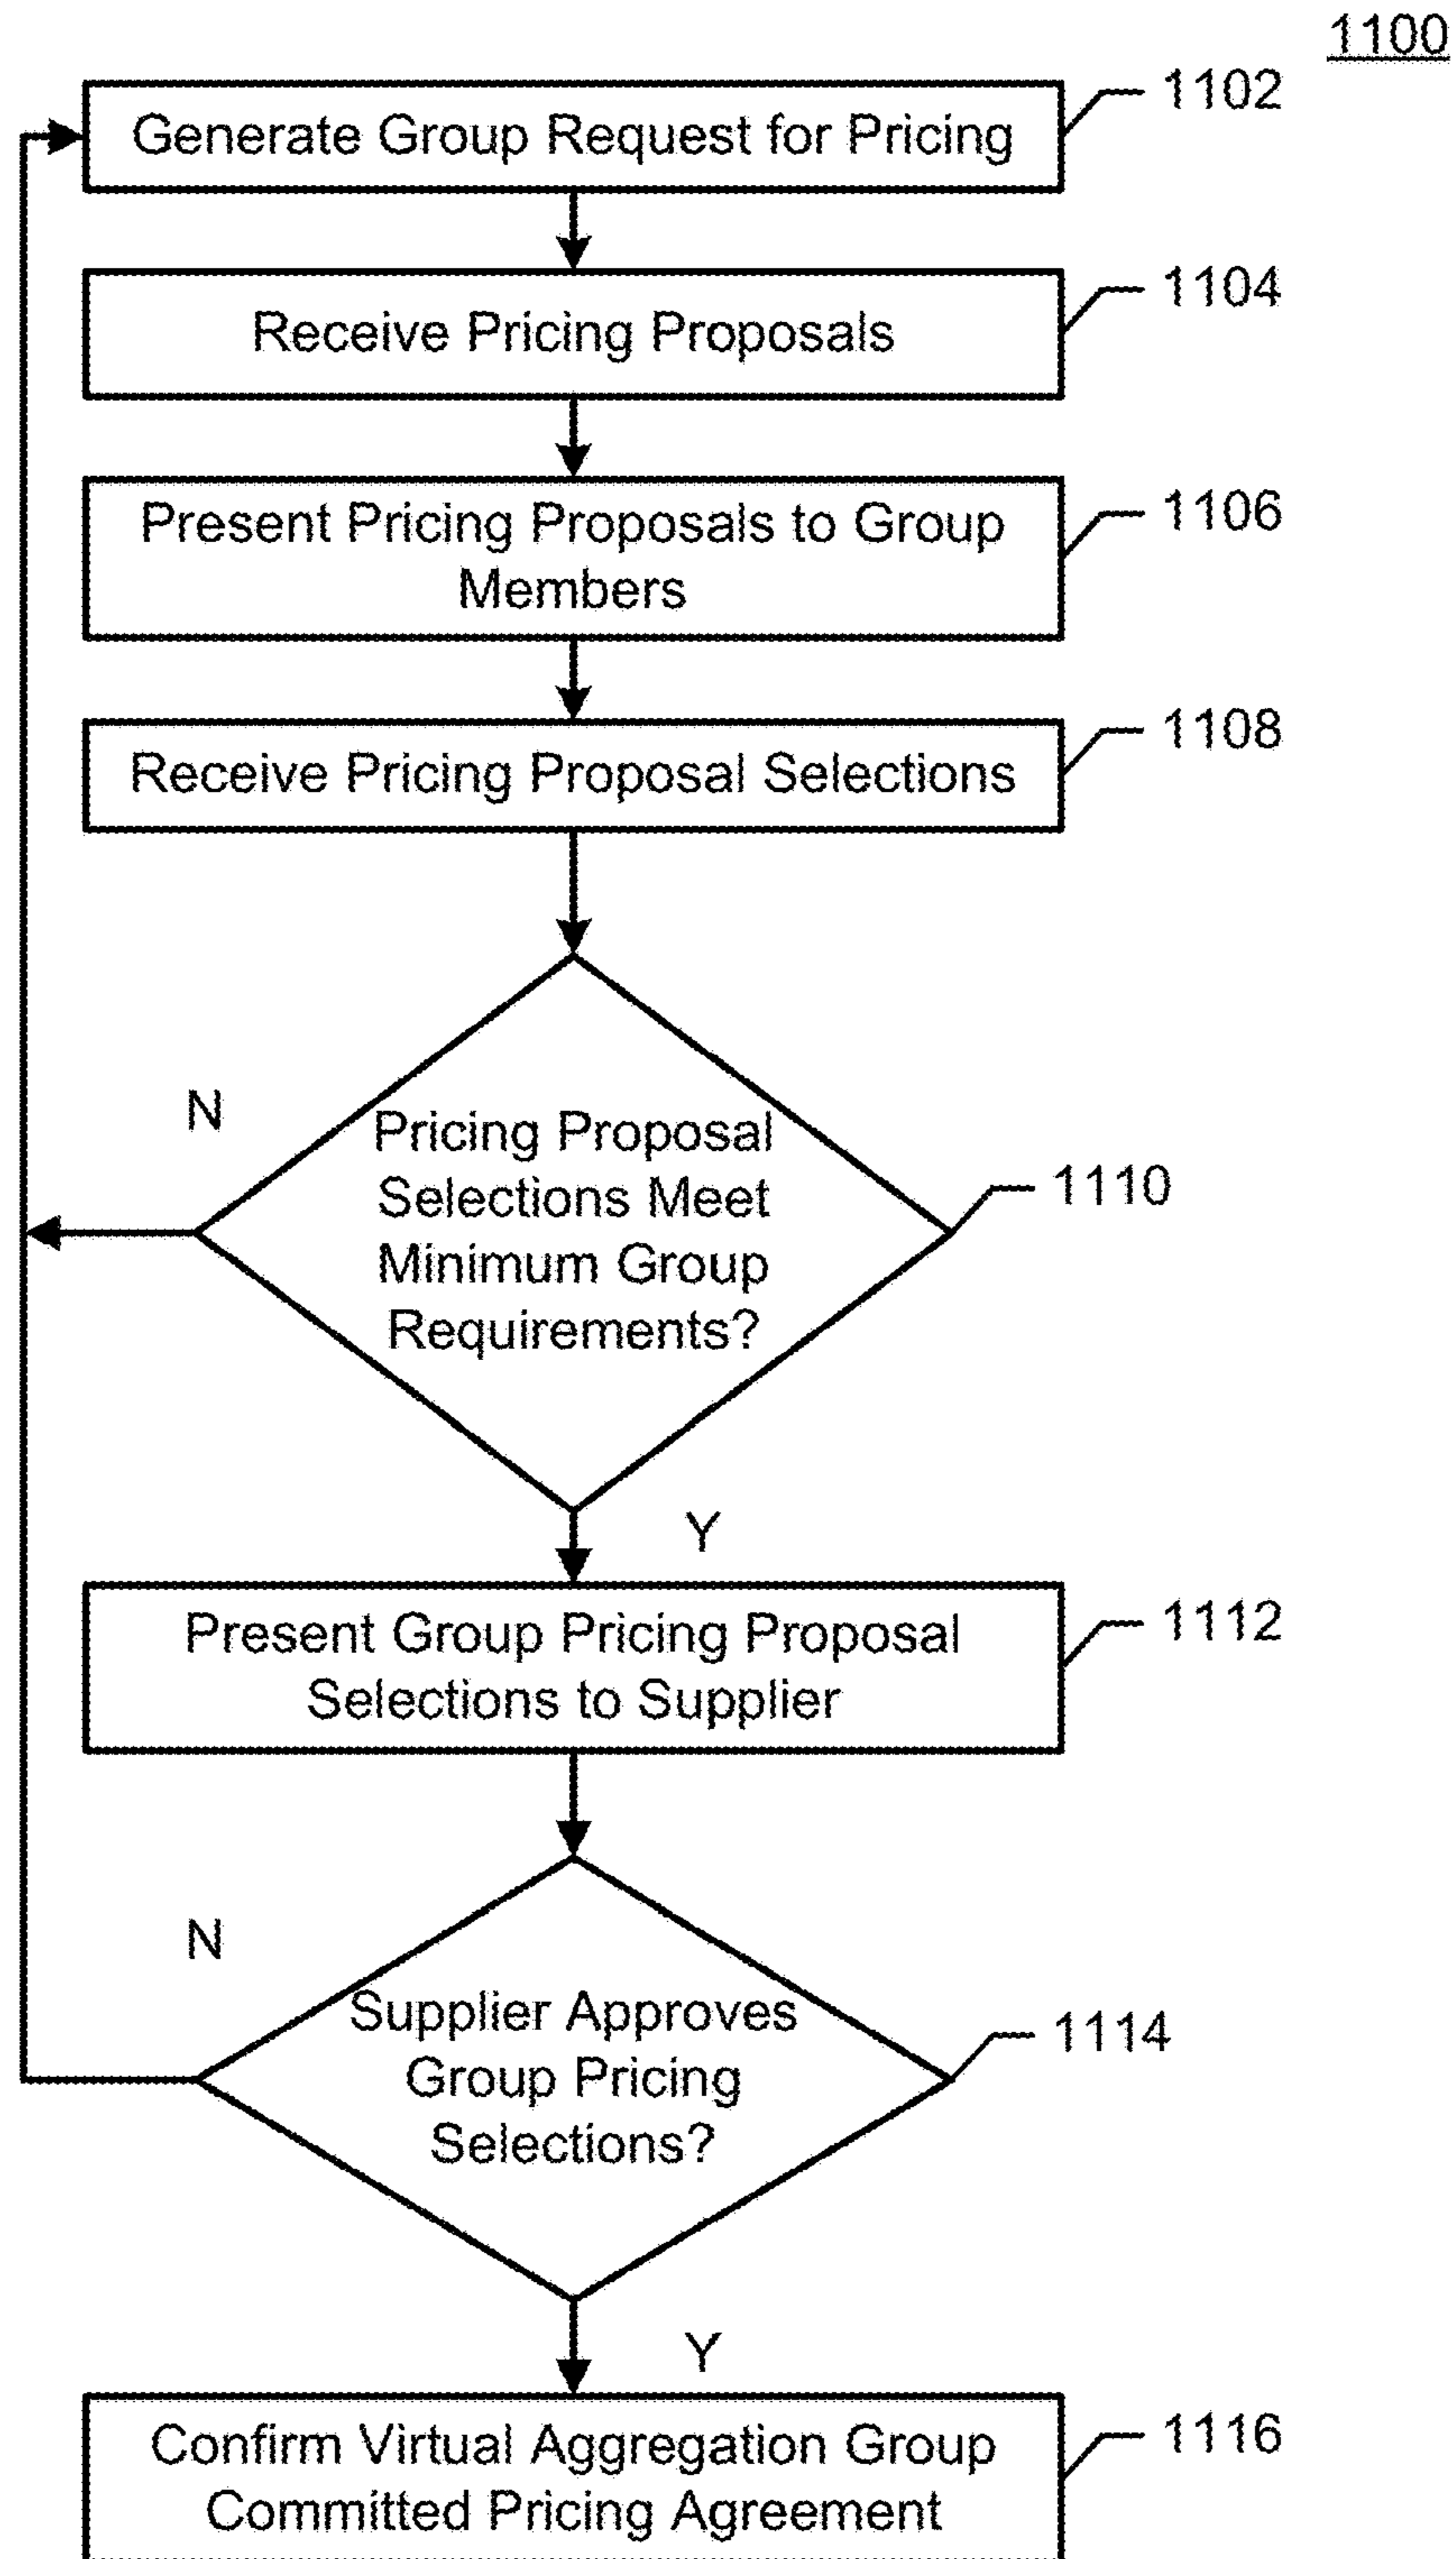 1100
Generate Group Request for Pricing
1102
Receive Pricing Proposals
1104
Present Pricing Proposals to Group
Members
1106
Receive Pricing Proposal Selections
1108
N
Pricing Proposal
Selections Meet
Minimum Group
Requirements?
1110
Y
Present Group Pricing Proposal
Selections to Supplier
1112
N
Supplier Approves
Group Pricing
Selections?
1114
Y
Confirm Virtual Aggregation Group
Committed Pricing Agreement
1116